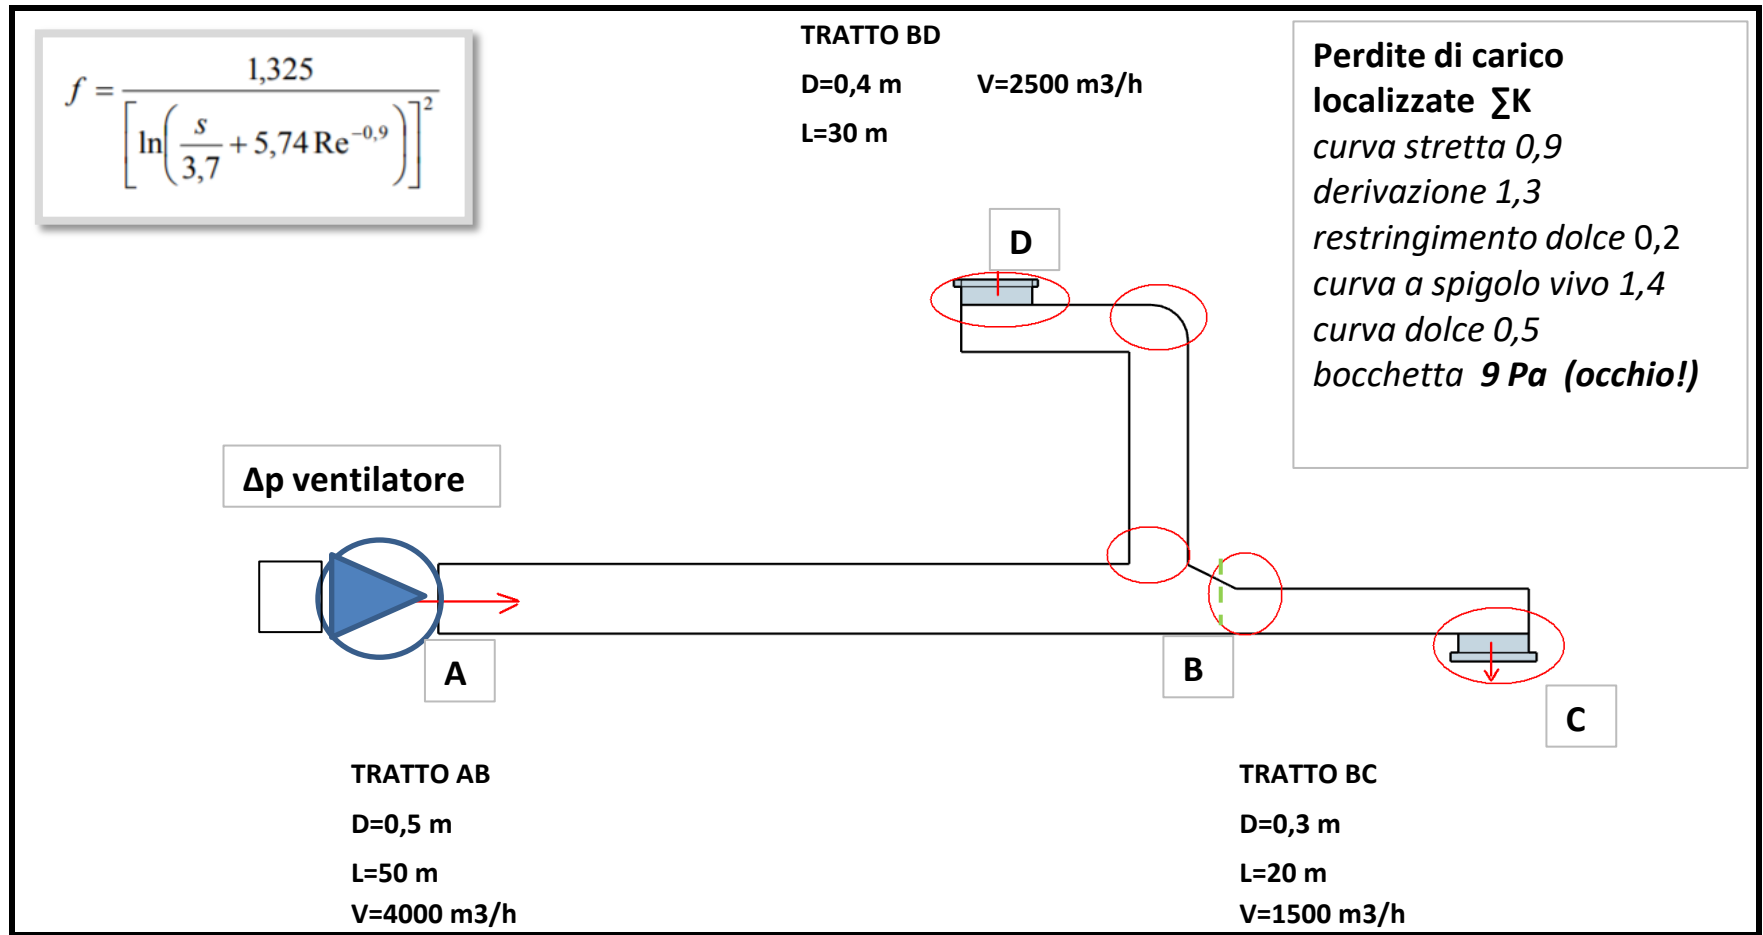 f = 1,325 / [ln(s/3,7 + 5,74 Re^-0,9)]^2
TRATTO BD
D=0,4 m V=2500 m3/h
L=30 m
Perdite di carico
localizzate ∑K
curva stretta 0,9
derivazione 1,3
restringimento dolce 0,2
curva a spigolo vivo 1,4
curva dolce 0,5
bocchetta 9 Pa (occhio!)
D
Δp ventilatore
A
B
C
TRATTO AB
D=0,5 m
L=50 m
V=4000 m3/h
TRATTO BC
D=0,3 m
L=20 m
V=1500 m3/h